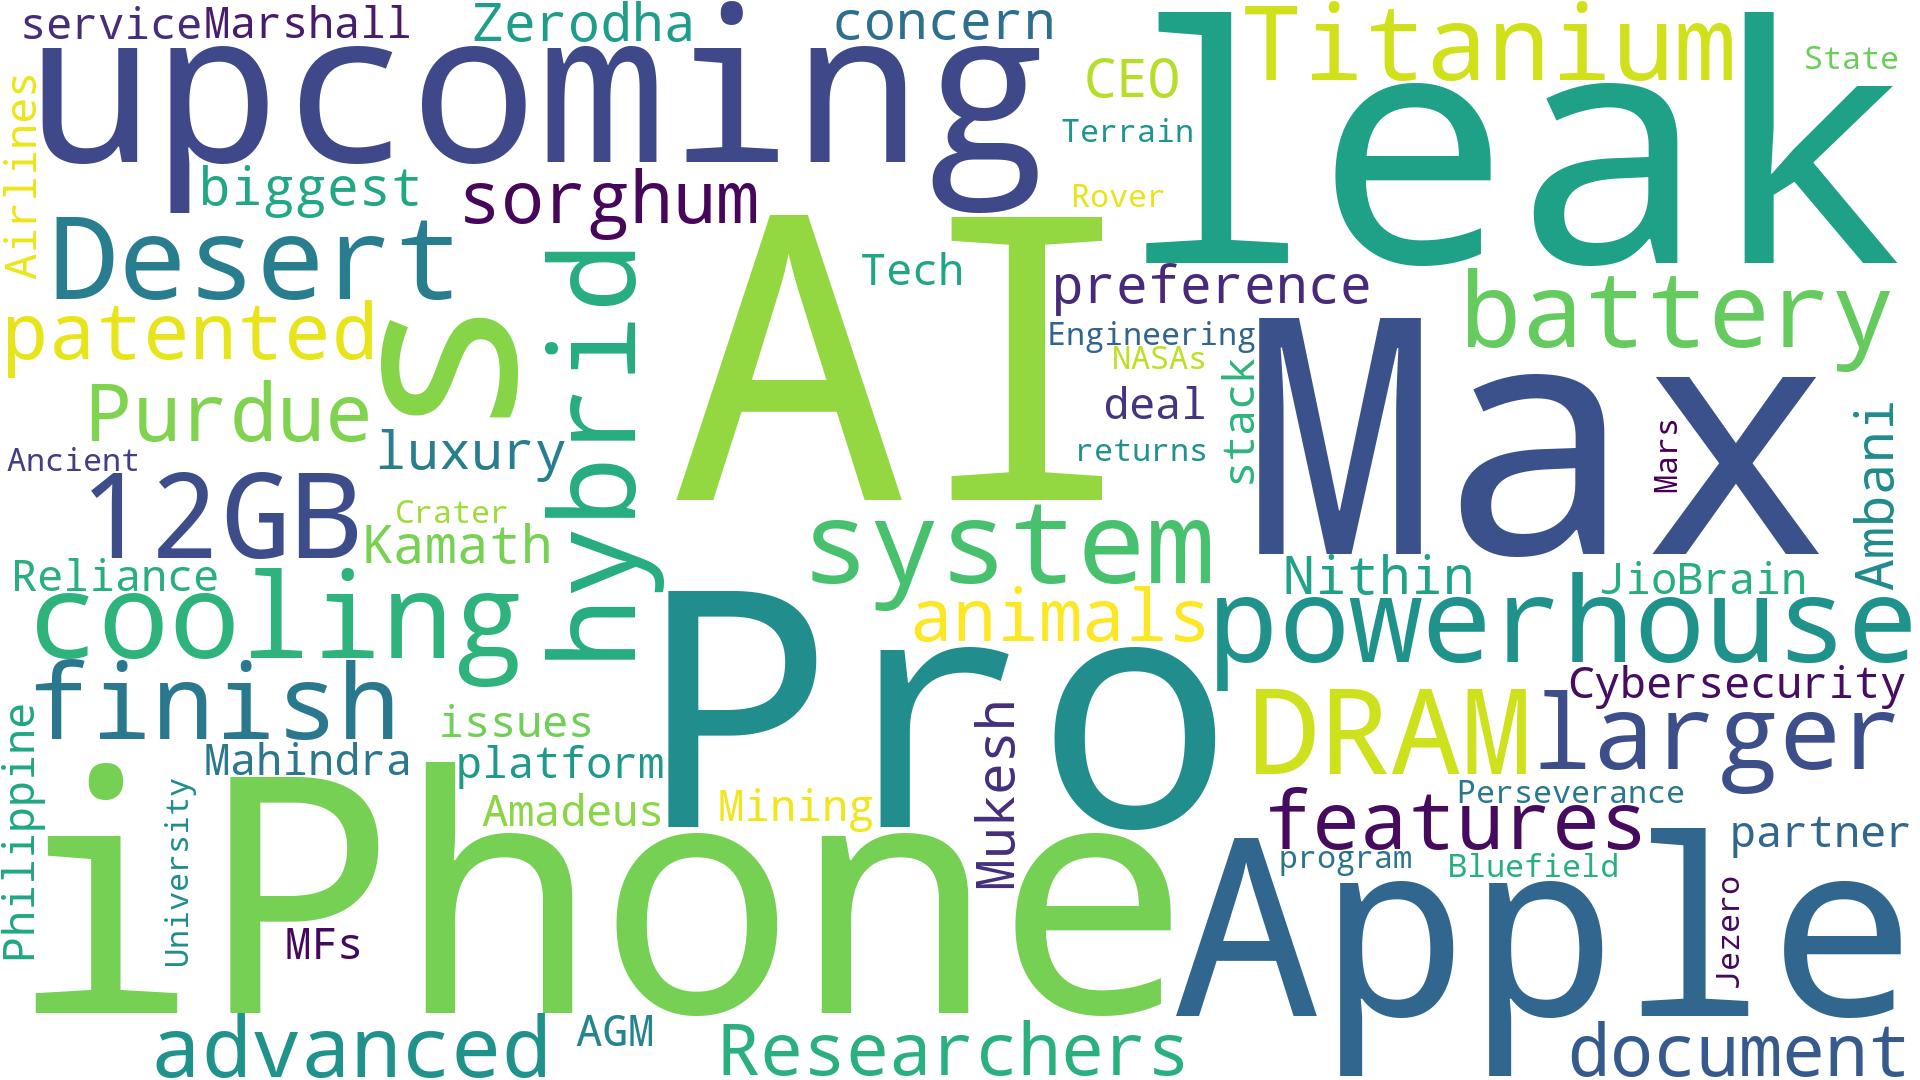 service
Marshall
Zerodha
concern
upcoming
leak
Titanium
CEO
State
Airlines
Terrain
biggest
sorghum
Rover
Desert
AI
Tech
preference
battery
patented
s
hybrid
Engineering
NASAs
Max
Purdue
deal
stack
luxury
returns
Mars
Ambani
Ancient
12GB
Crater
Kamath
system
Reliance
cooling
Nithin
JioBrain
animals
powerhouse
Pro
finish
Cybersecurity
issues
Mukesh
DRAM
larger
Philippine
Mahindra
platform
iPhone
University
Amadeus
Mining
Perseverance
features
partner
Apple
program
Bluefield
Jezero
MFs
advanced
AGM
Researchers
document